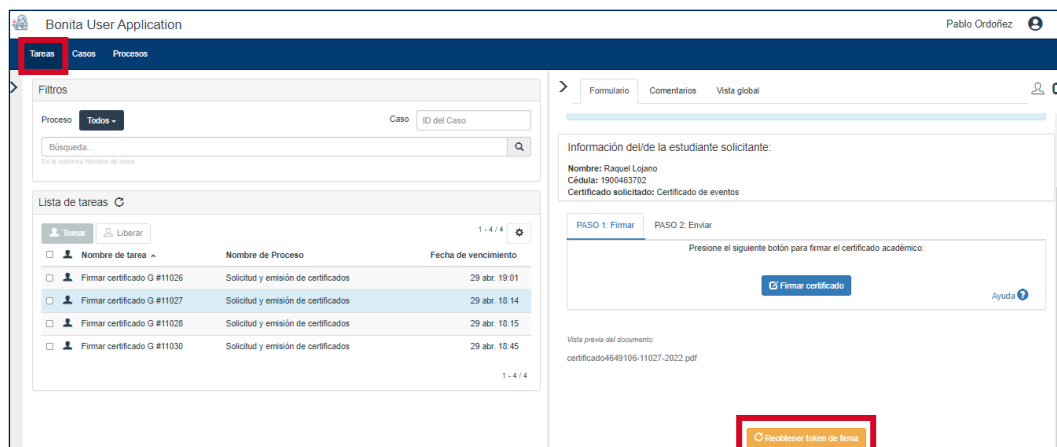 Bonita User Application
Pablo Ordoñez
Tareas Casos Procesos
Filtros
Proceso Todos
Caso ID del Caso
Búsqueda...
En la columna Nombre de tarea
Lista de tareas
Tomar Liberar
1 - 4 / 4
Nombre de tarea Nombre de Proceso Fecha de vencimiento
Firmar certificado G #11026 Solicitud y emisión de certificados 29 abr. 19:01
Firmar certificado G #11027 Solicitud y emisión de certificados 29 abr. 18:14
Firmar certificado G #11028 Solicitud y emisión de certificados 29 abr. 18:15
Firmar certificado G #11030 Solicitud y emisión de certificados 29 abr. 18:45
1 - 4 / 4
Formulario Comentarios Vista global
Información del/de la estudiante solicitante:
Nombre: Raquel Lojano
Cédula: 1900463702
Certificado solicitado: Certificado de eventos
PASO 1: Firmar PASO 2: Enviar
Presione el siguiente botón para firmar el certificado académico:
Firmar certificado
Ayuda ?
Vista previa del documento:
certificado4649106-11027-2022.pdf
Reobtener token de firma